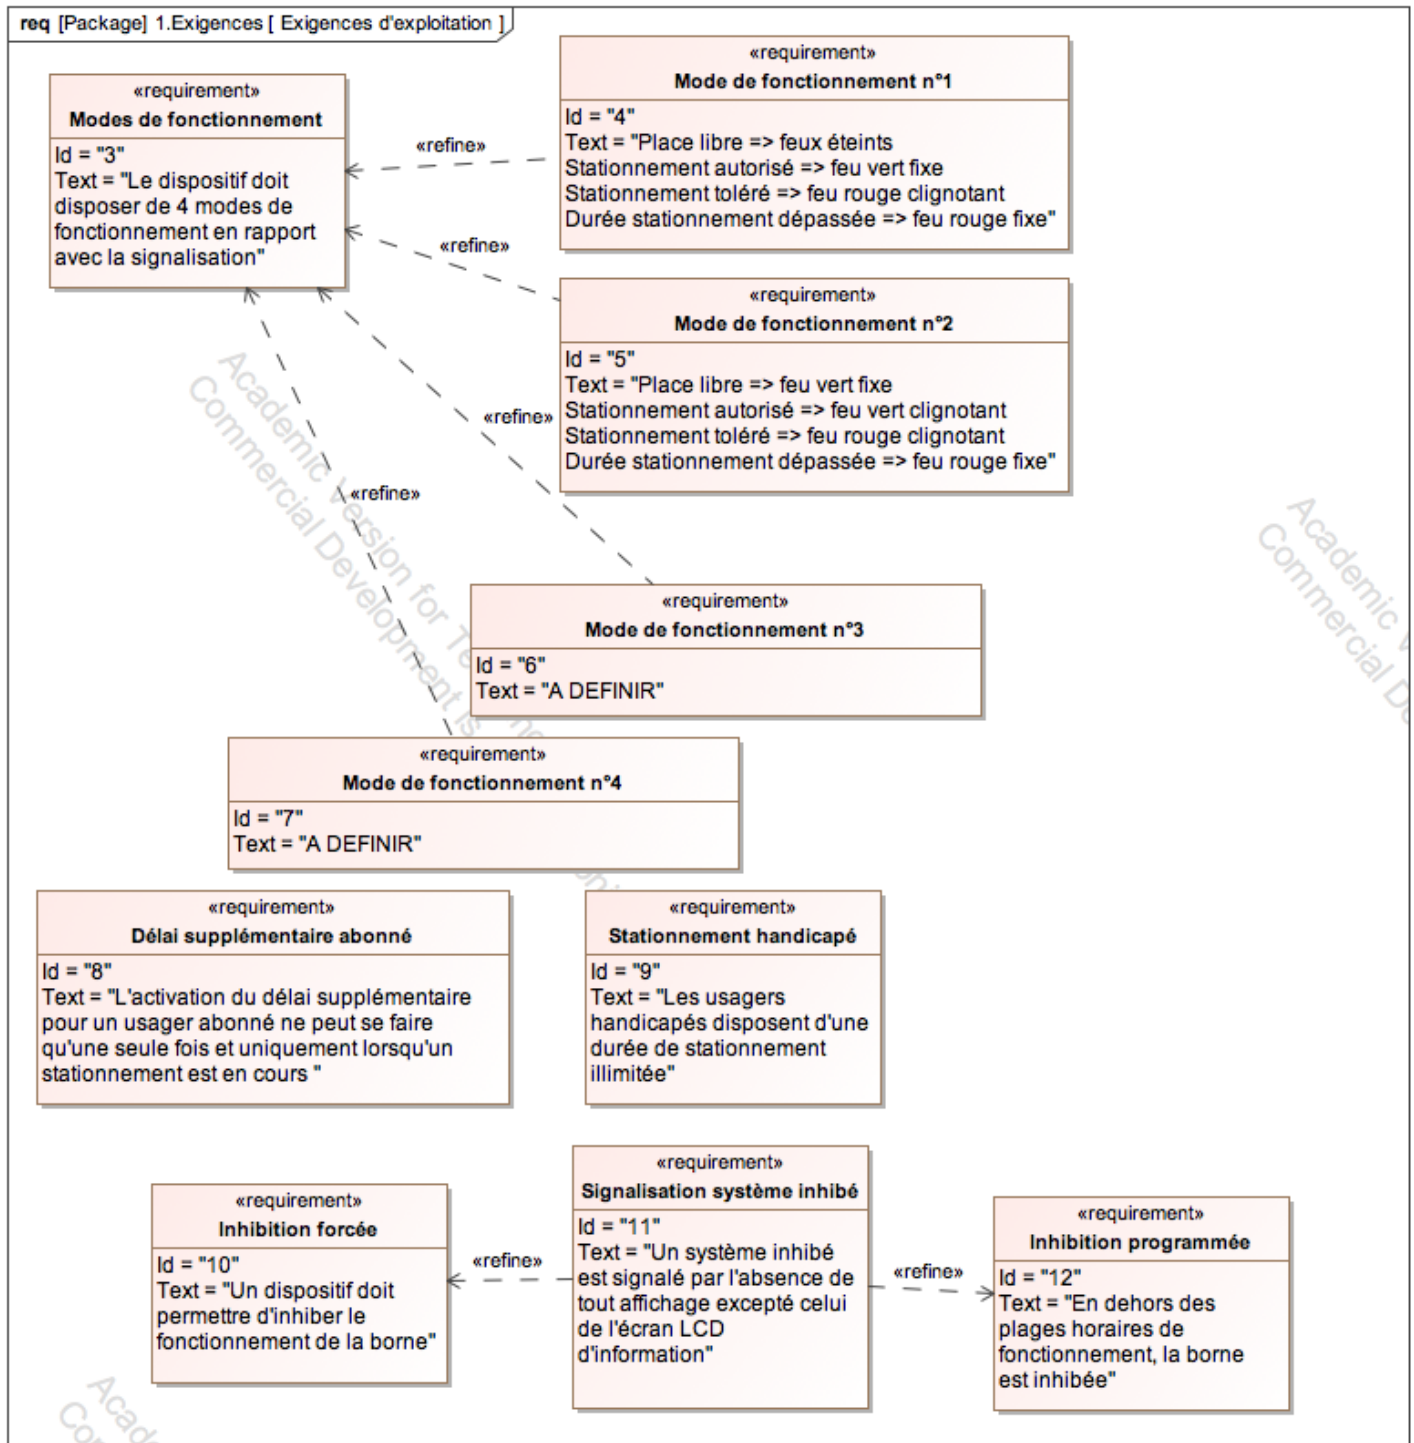 req [Package] 1.Exigences [ Exigences d'exploitation ]
«requirement»
Modes de fonctionnement
Id = "3"
Text = "Le dispositif doit
disposer de 4 modes de
fonctionnement en rapport
avec la signalisation"
«requirement»
Mode de fonctionnement n°1
Id = "4"
Text = "Place libre => feux éteints
Stationnement autorisé => feu vert fixe
Stationnement toléré => feu rouge clignotant
Durée stationnement dépassée => feu rouge fixe"
«refine»
«refine»
«requirement»
Mode de fonctionnement n°2
Id = "5"
Text = "Place libre => feu vert fixe
Stationnement autorisé => feu vert clignotant
Stationnement toléré => feu rouge clignotant
Durée stationnement dépassée => feu rouge fixe"
«refine»
«refine»
«requirement»
Mode de fonctionnement n°3
Id = "6"
Text = "A DEFINIR"
«requirement»
Mode de fonctionnement n°4
Id = "7"
Text = "A DEFINIR"
«requirement»
Délai supplémentaire abonné
Id = "8"
Text = "L'activation du délai supplémentaire
pour un usager abonné ne peut se faire
qu'une seule fois et uniquement lorsqu'un
stationnement est en cours "
«requirement»
Stationnement handicapé
Id = "9"
Text = "Les usagers
handicapés disposent d'une
durée de stationnement
illimitée"
«requirement»
Inhibition forcée
Id = "10"
Text = "Un dispositif doit
permettre d'inhiber le
fonctionnement de la borne"
«refine»
«requirement»
Signalisation système inhibé
Id = "11"
Text = "Un système inhibé
est signalé par l'absence de
tout affichage excepté celui
de l'écran LCD
d'information"
«refine»
«requirement»
Inhibition programmée
Id = "12"
Text = "En dehors des
plages horaires de
fonctionnement, la borne
est inhibée"
Academic Version for
Commercial Development is
Academic
Commercial